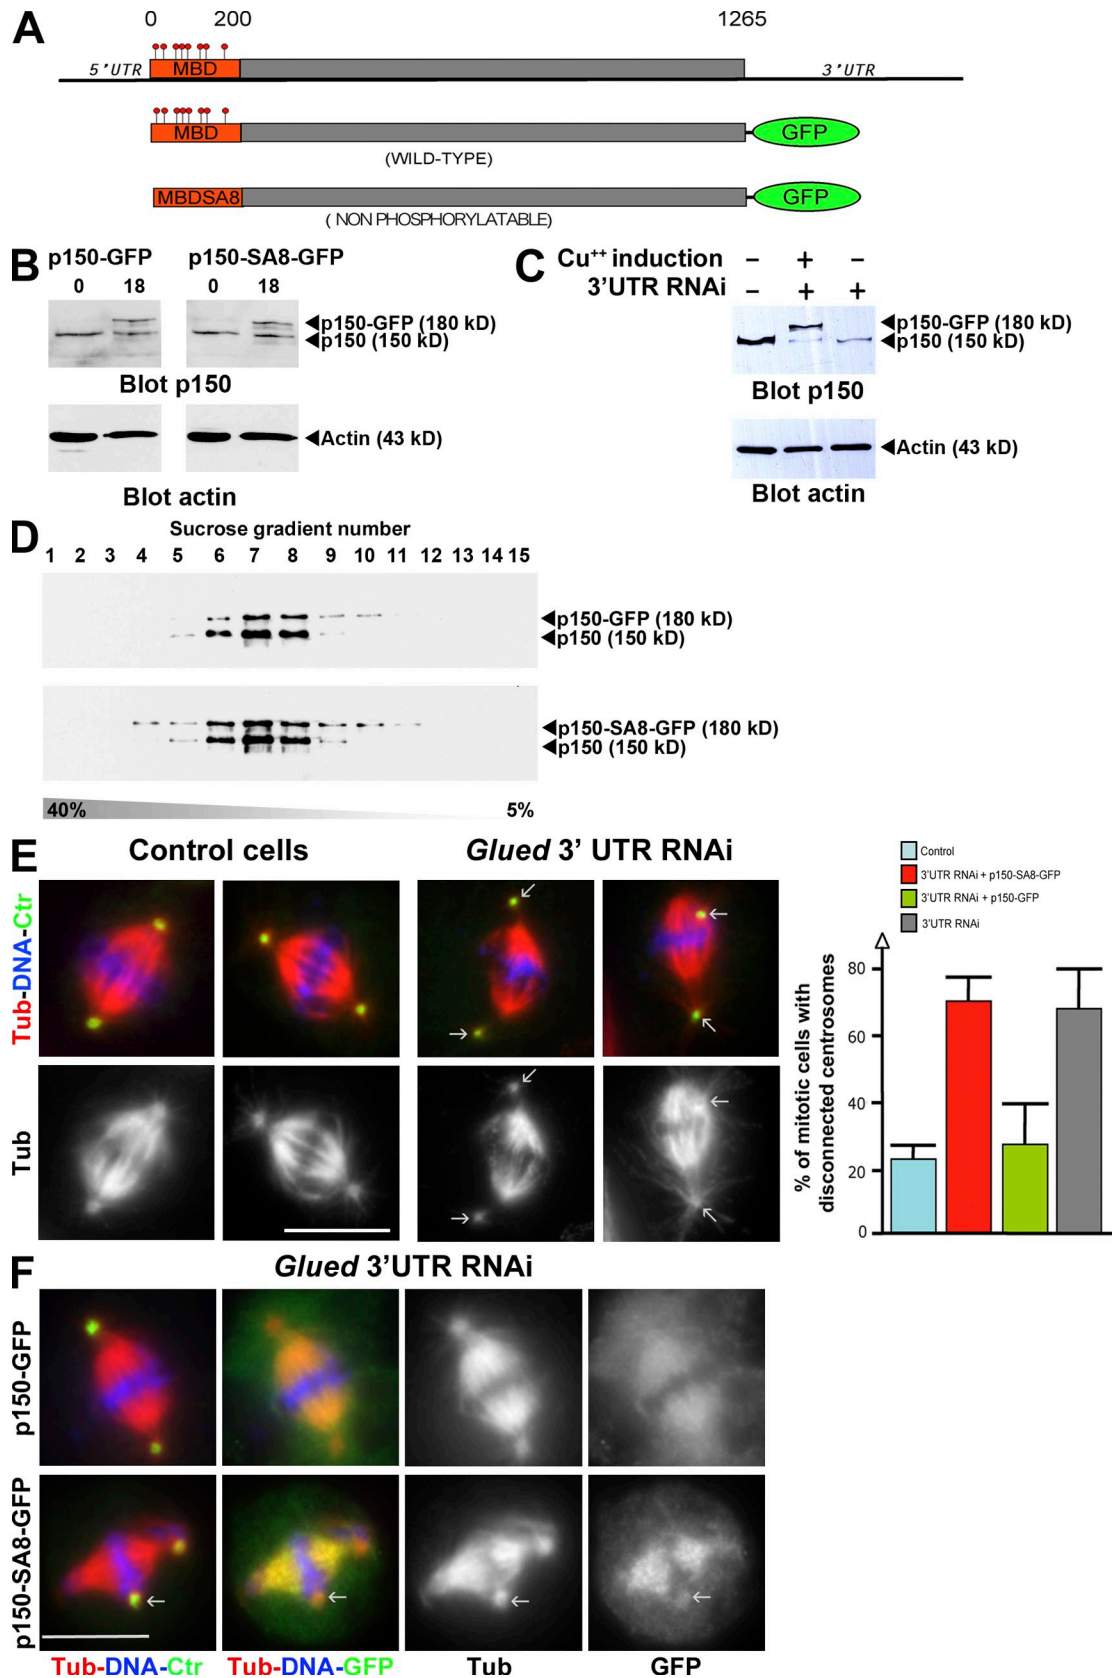 A
0 200 1265
5'UTR MBD 3'UTR
MBD GFP
(WILD-TYPE)
MBDSA8 GFP
( NON PHOSPHORYLATABLE)
B
p150-GFP p150-SA8-GFP
0 18 0 18
p150-GFP (180 kD)
p150 (150 kD)
Blot p150
Actin (43 kD)
Blot actin
C
Cu++ induction - + -
3'UTR RNAi - + +
p150-GFP (180 kD)
p150 (150 kD)
Blot p150
Actin (43 kD)
Blot actin
D
Sucrose gradient number
1 2 3 4 5 6 7 8 9 10 11 12 13 14 15
p150-GFP (180 kD)
p150 (150 kD)
p150-SA8-GFP (180 kD)
p150 (150 kD)
40% 5%
E
Control cells Glued 3' UTR RNAi
Tub-DNA-Ctr
Tub
Control
3'UTR RNAi + p150-SA8-GFP
3'UTR RNAi + p150-GFP
3'UTR RNAi
% of mitotic cells with
disconnected centrosomes
80
60
40
20
0
F
Glued 3'UTR RNAi
p150-GFP
p150-SA8-GFP
Tub-DNA-Ctr Tub-DNA-GFP Tub GFP